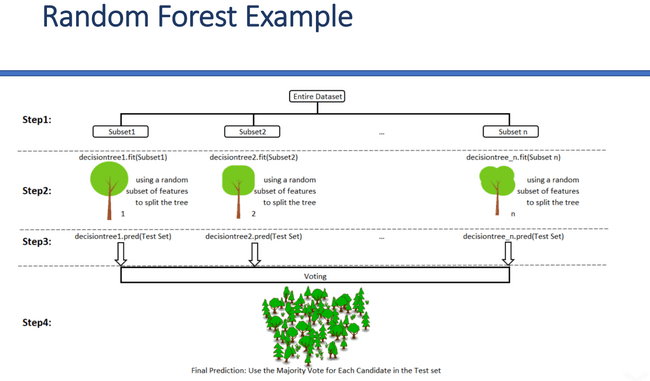 Random Forest Example
Entire Dataset
Step1:
Subset1 Subset2 ... Subset n
decisiontree1.fit(Subset1) decisiontree2.fit(Subset2) decisiontree_n.fit(Subset n)
Step2:
using a random
subset of features
to split the tree
1
using a random
subset of features
to split the tree
2
using a random
subset of features
to split the tree
n
Step3:
decisiontree1.pred(Test Set) decisiontree2.pred(Test Set) ... decisiontree_n.pred(Test Set)
Voting
Step4:
Final Prediction: Use the Majority Vote for Each Candidate in the Test set